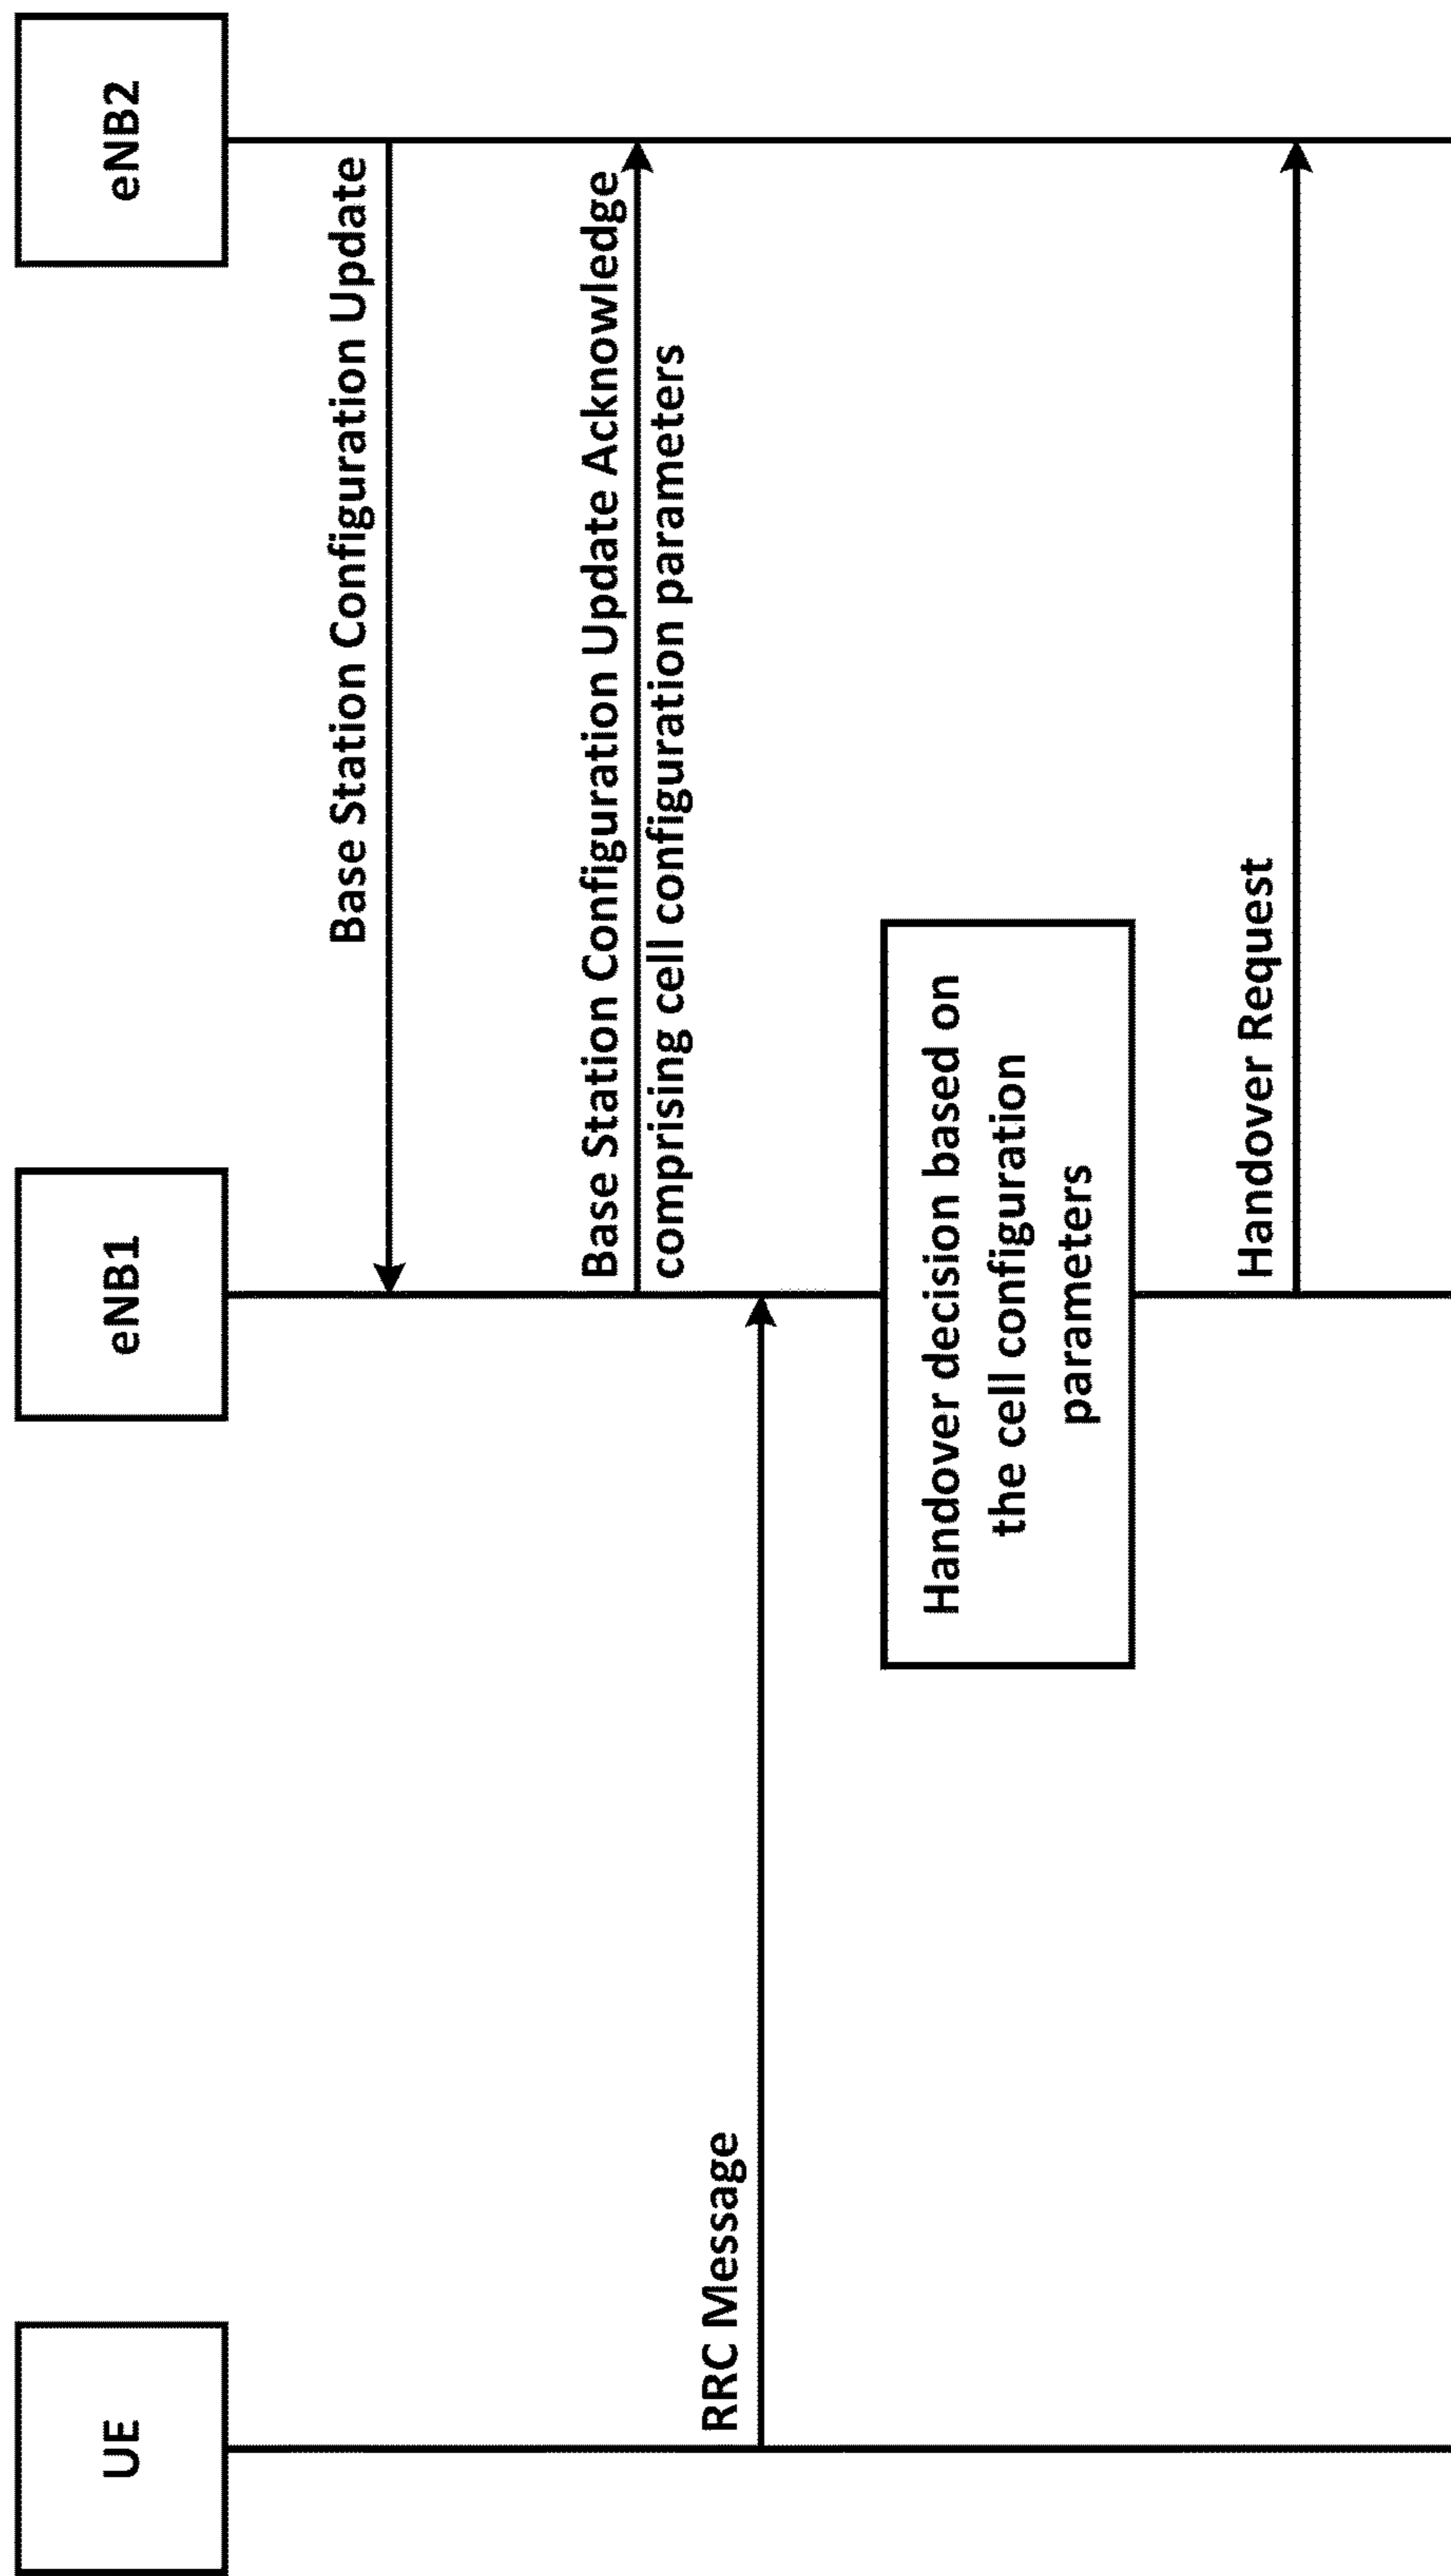 UE
eNB1
eNB2
Base Station Configuration Update
Base Station Configuration Update Acknowledge
comprising cell configuration parameters
RRC Message
Handover decision based on
the cell configuration
parameters
Handover Request